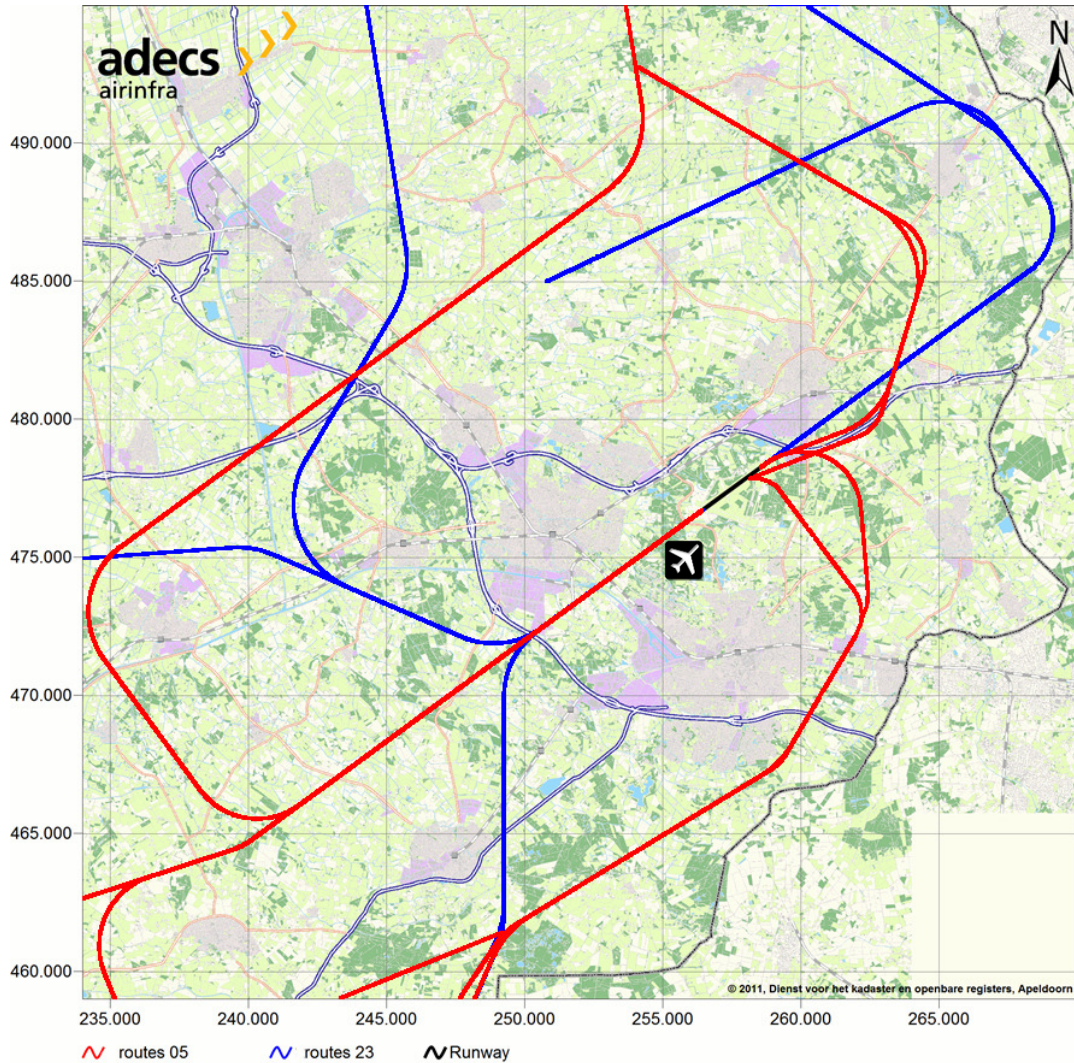 adecs
airinfra
N
490.000
485.000
480.000
475.000
470.000
465.000
460.000
© 2011, Dienst voor het kadaster en openbare registers, Apeldoorn
235.000 240.000 245.000 250.000 255.000 260.000 265.000
routes 05 routes 23 Runway